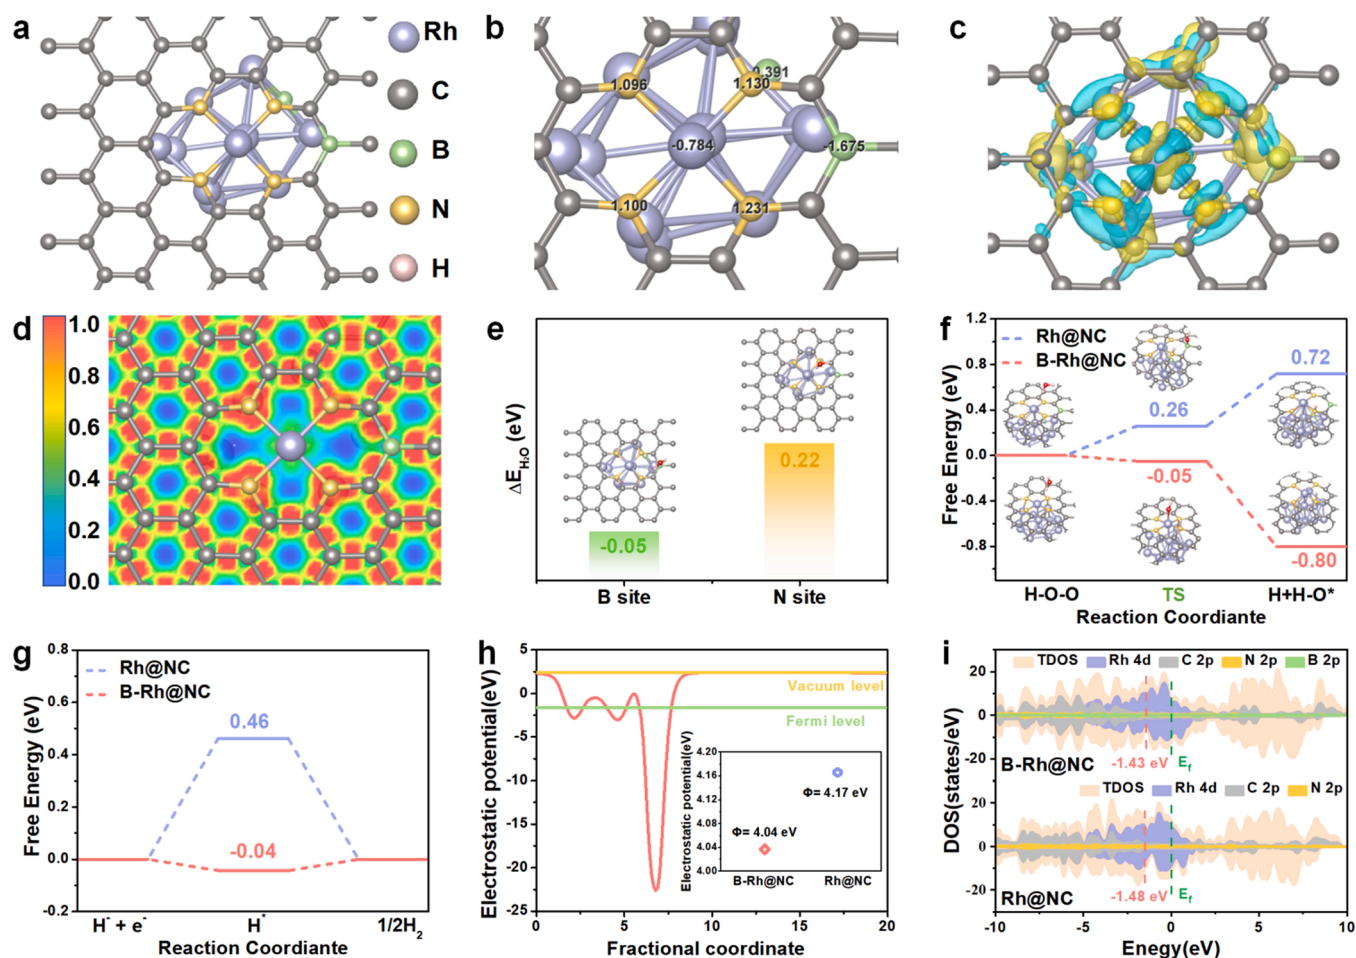 a
Rh
C
B
N
H
b
0.391
1.096
1.130
-0.784
-1.675
1.100
1.231
c
d
1.0
0.8
0.6
0.4
0.2
0.0
e
ΔE_H₂O (eV)
-0.05
0.22
B site
N site
f
Free Energy (eV)
1.2
0.8
0.4
0.0
-0.4
-0.8
Rh@NC
B-Rh@NC
0.72
0.26
-0.05
-0.80
H-O-O
TS
H+H-O*
Reaction Coordiante
g
Free Energy (eV)
0.8
0.6
0.4
0.2
0.0
-0.2
Rh@NC
B-Rh@NC
0.46
-0.04
H⁻ + e⁻
H*
1/2H₂
Reaction Coordiante
h
Electrostatic potential(eV)
5
0
-5
-10
-15
-20
-25
Vacuum level
Fermi level
Electrostatic potential(eV)
4.20
4.16
4.12
4.08
4.04
4.00
Φ= 4.17 eV
Φ= 4.04 eV
B-Rh@NC
Rh@NC
0
5
10
15
20
Fractional coordinate
i
DOS(states/eV)
TDOS
Rh 4d
C 2p
N 2p
B 2p
20
0
-20
-1.43 eV
E_f
B-Rh@NC
TDOS
Rh 4d
C 2p
N 2p
20
0
-20
-1.48 eV
E_f
Rh@NC
-10
-5
0
5
10
Enegy(eV)